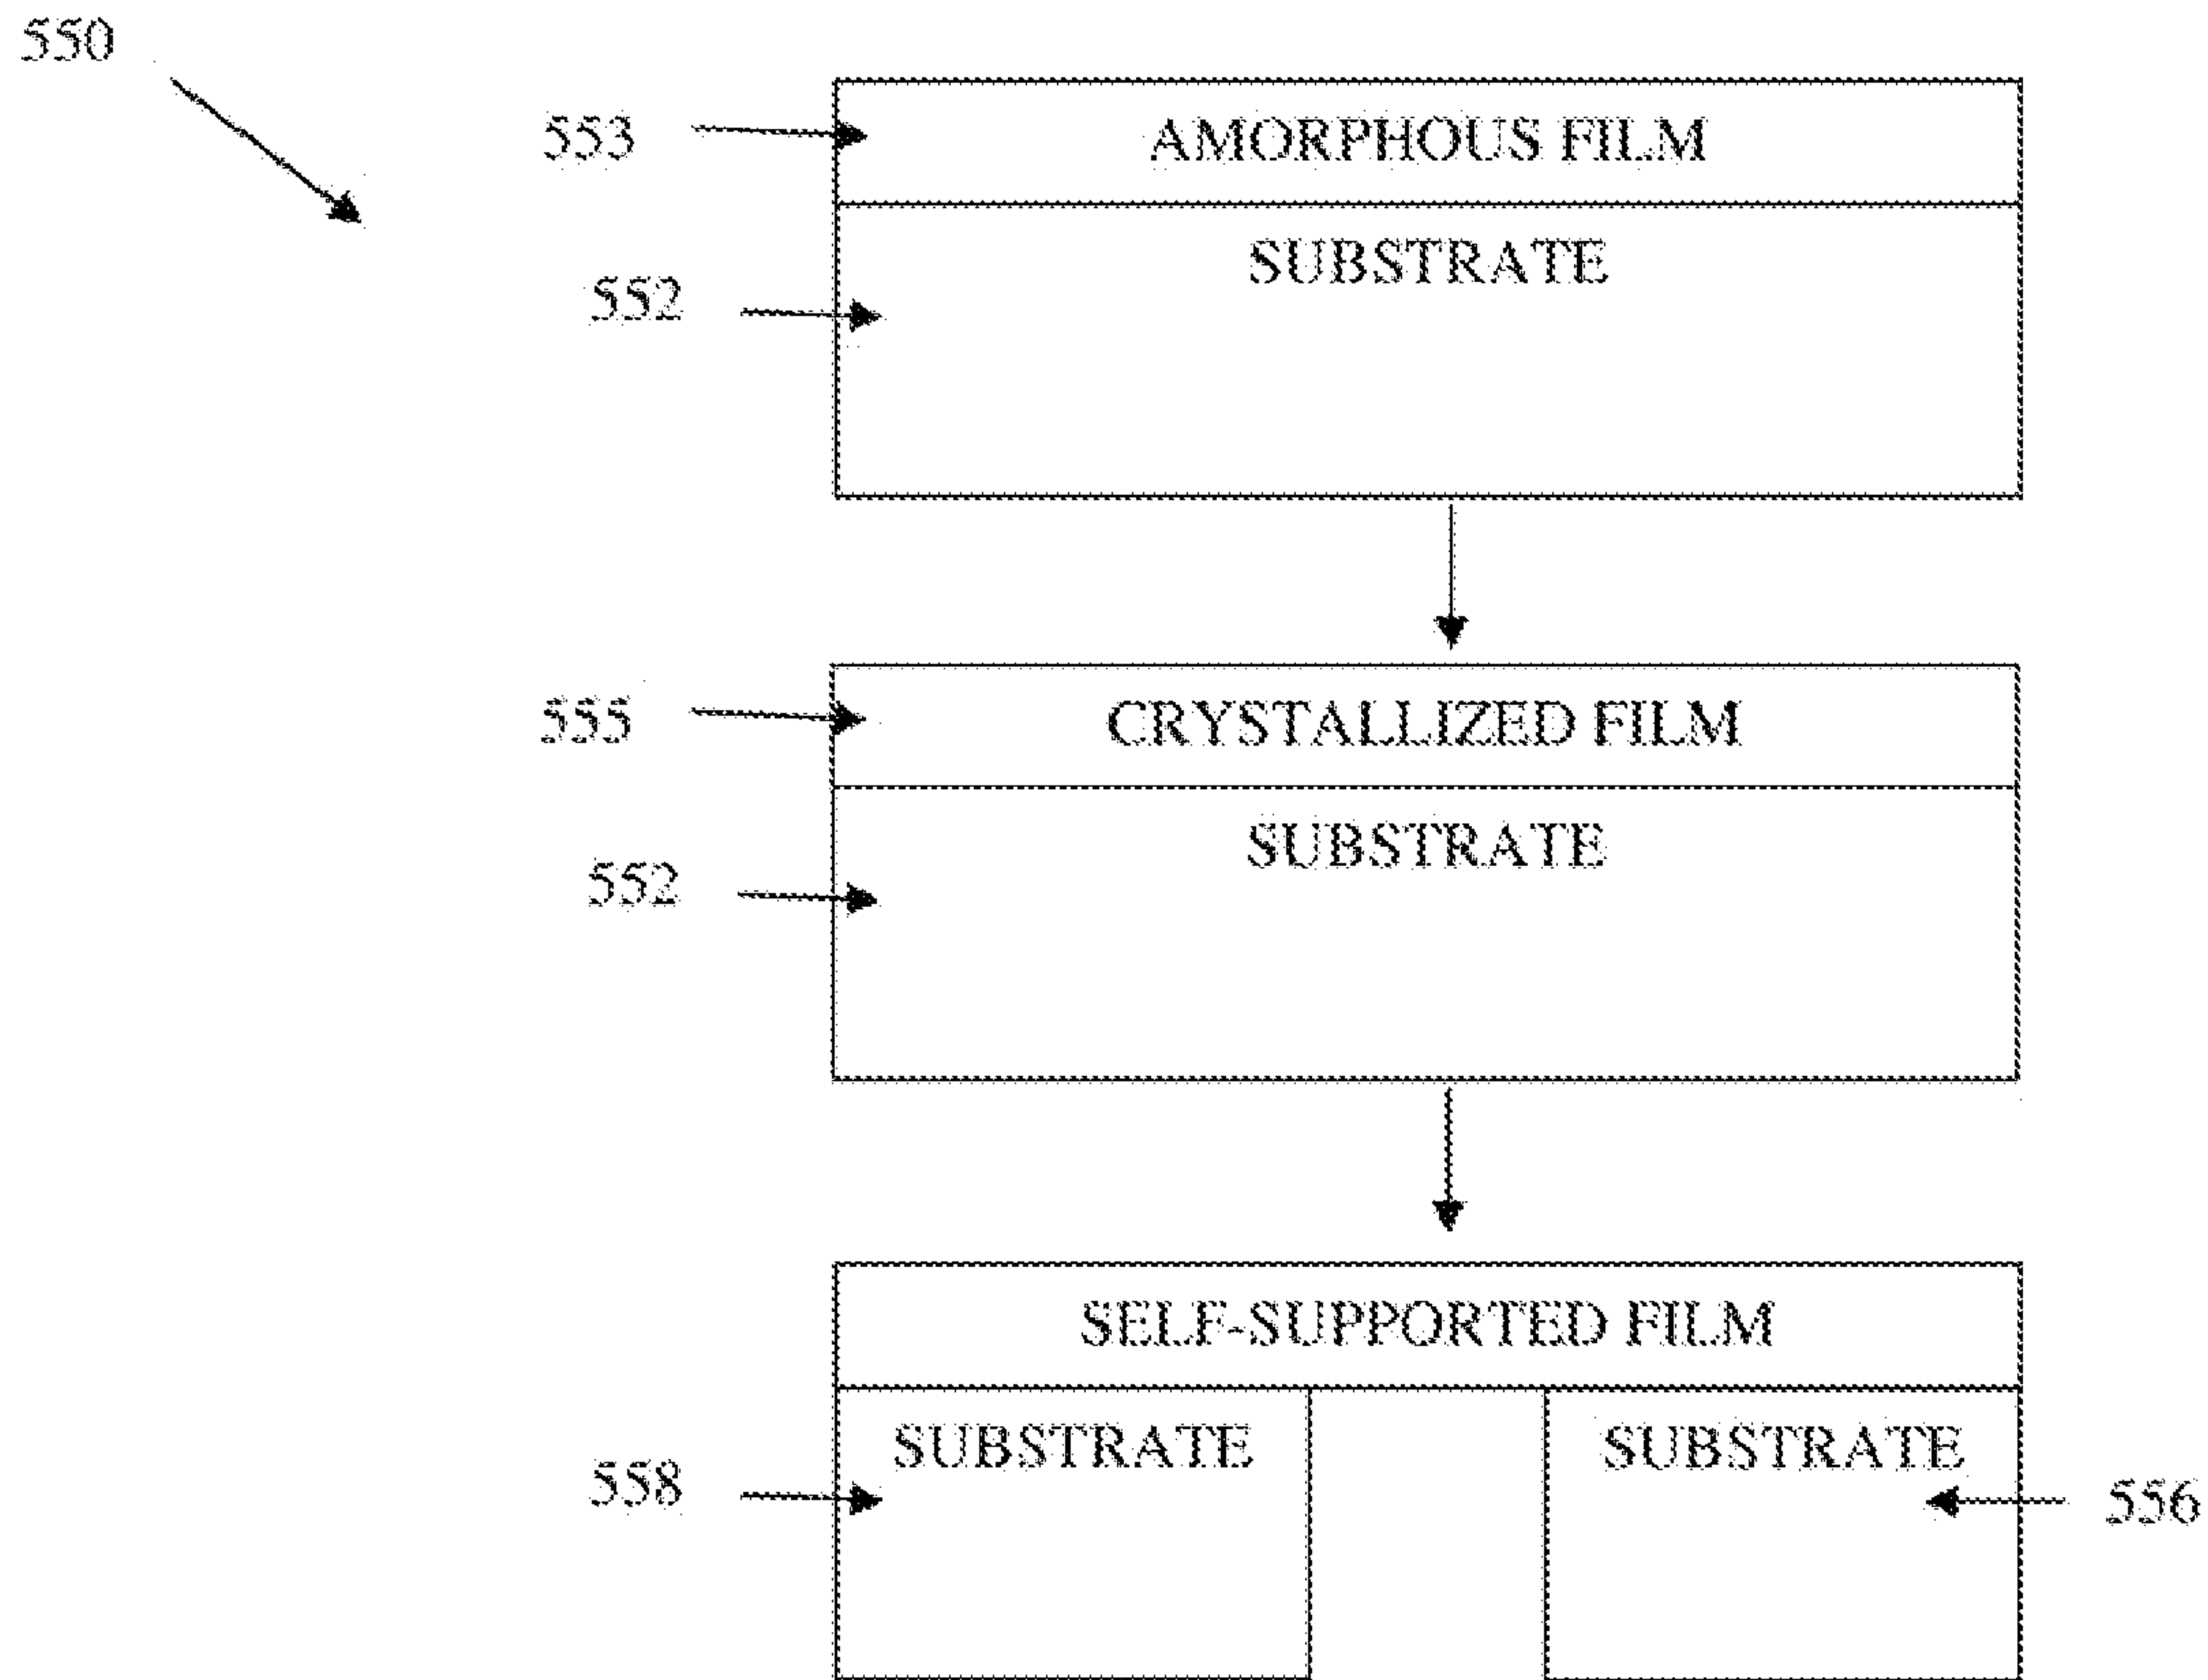 550
553
AMORPHOUS FILM
SUBSTRATE
552
555
CRYSTALLIZED FILM
SUBSTRATE
552
SELF-SUPPORTED FILM
SUBSTRATE
SUBSTRATE
558
556